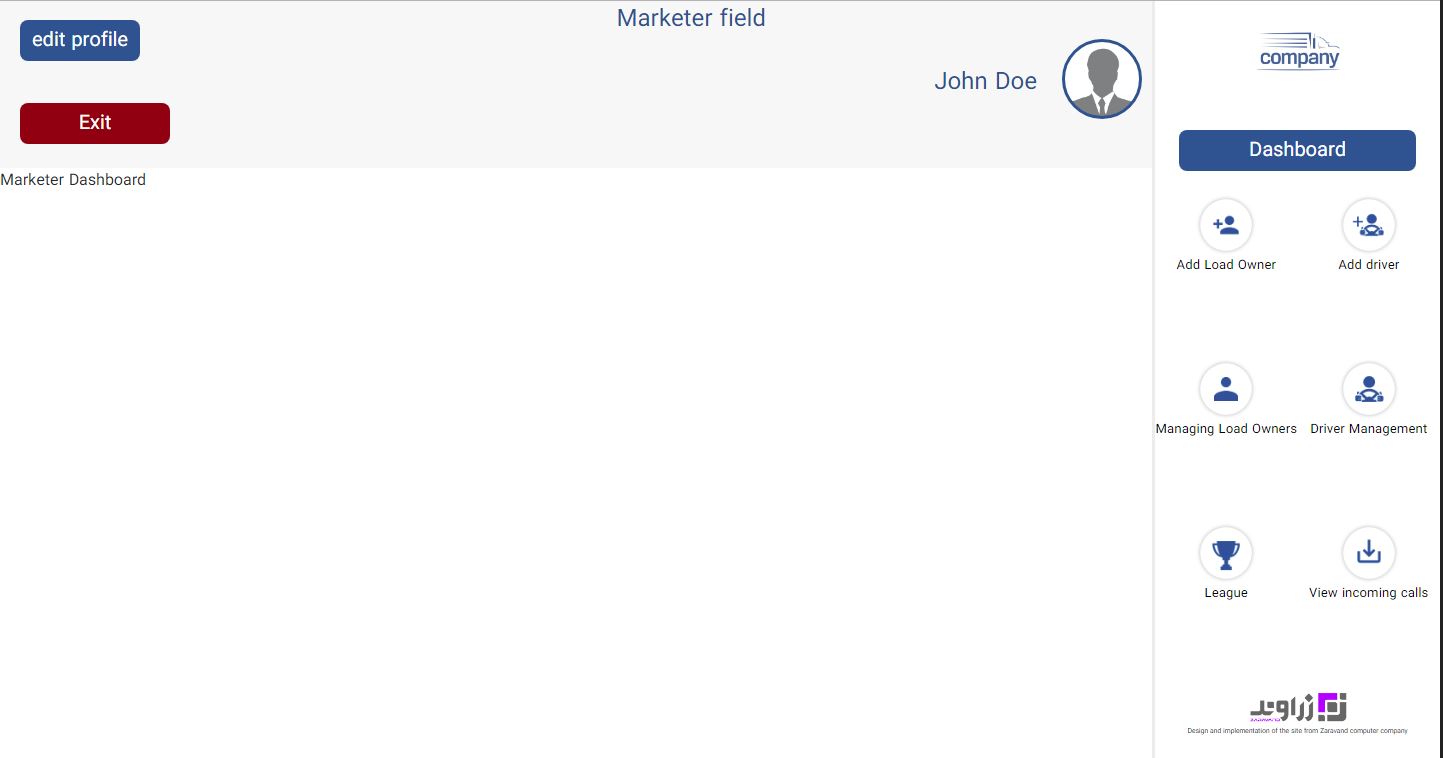 Marketer field
edit profile
John Doe
Exit
Marketer Dashboard
company
Dashboard
Add Load Owner
Add driver
Managing Load Owners
Driver Management
League
View incoming calls
زراوند
ZARAVAND
Design and implementation of the site from Zaravand computer company